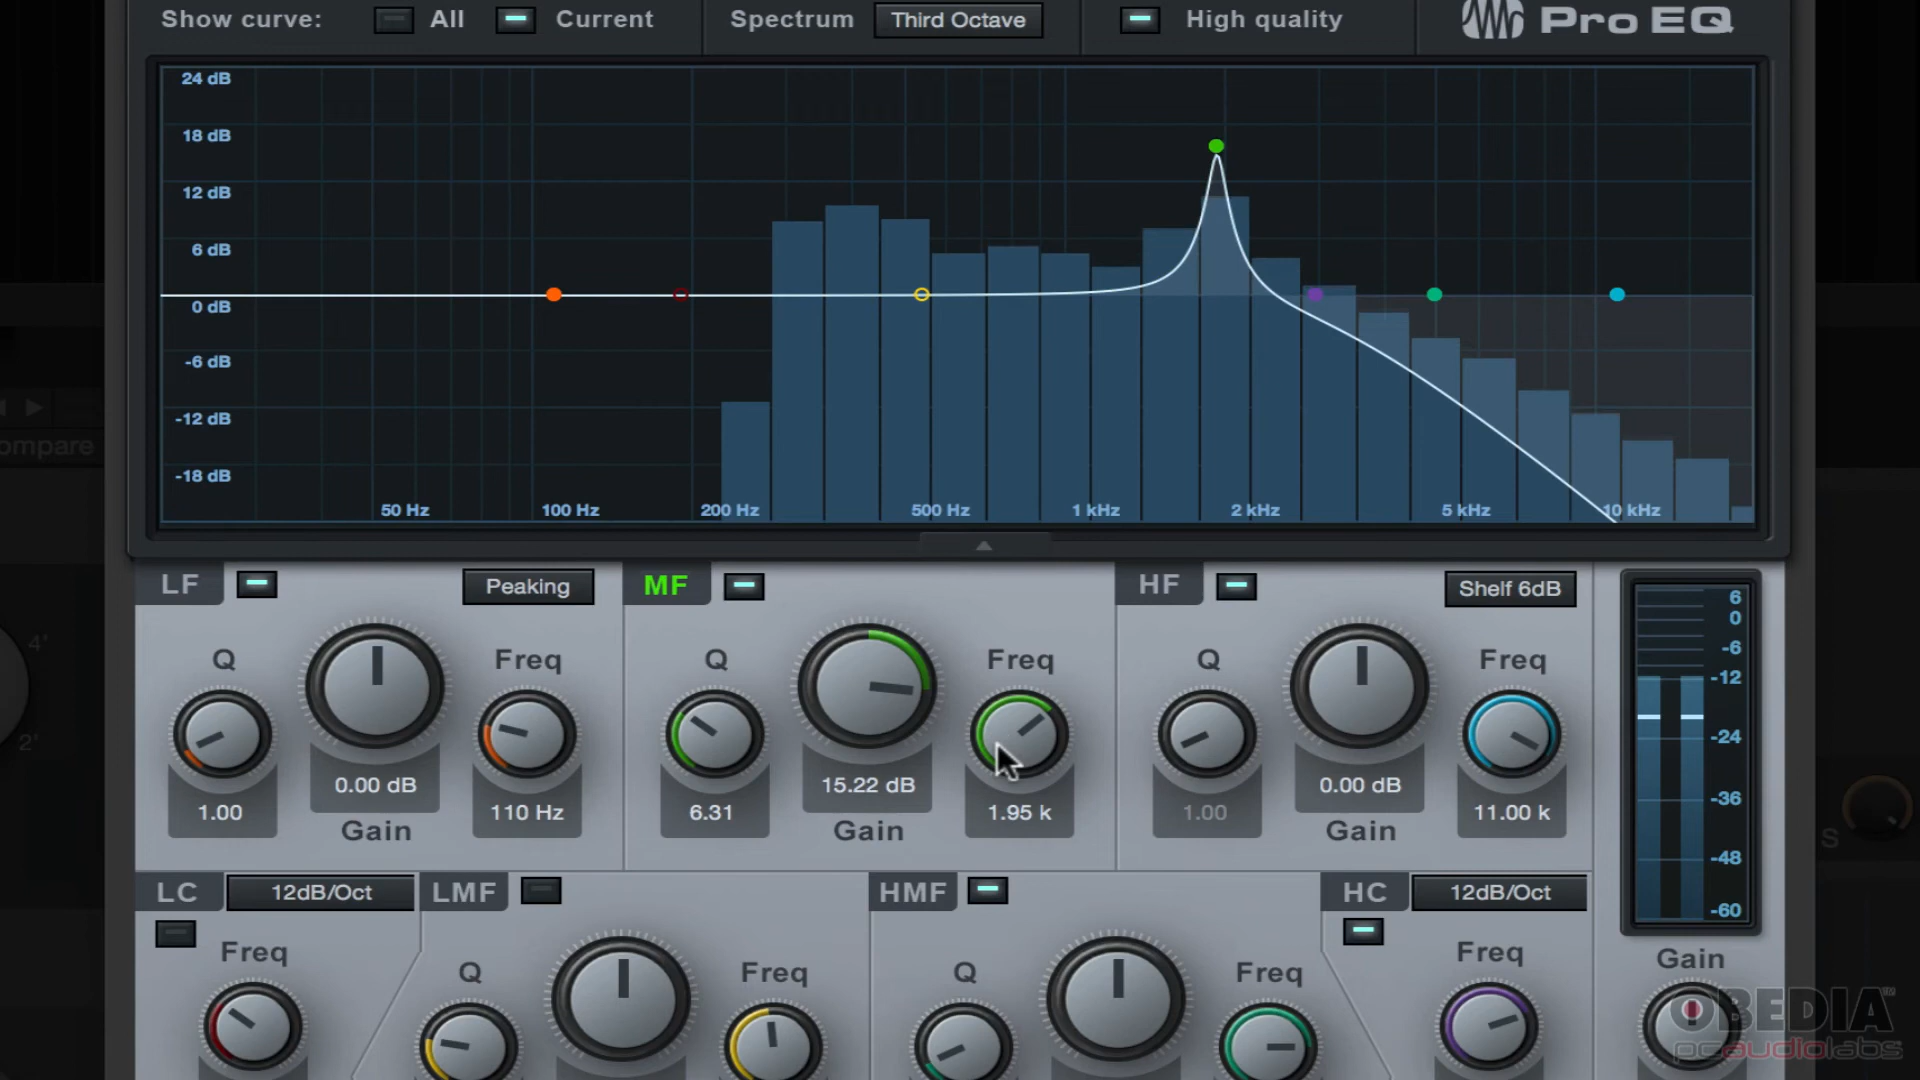 Show curve: All Current Spectrum Third Octave High quality Pro EQ
24 dB
18 dB
12 dB
6 dB
0 dB
-6 dB
-12 dB
-18 dB
50 Hz 100 Hz 200 Hz 500 Hz 1 kHz 2 kHz 5 kHz 10 kHz
ompare
4'
2'
LF Peaking MF HF Shelf 6dB
Q Freq Q Freq Q Freq
0.00 dB 15.22 dB 0.00 dB
1.00 110 Hz 6.31 1.95 k 1.00 11.00 k
Gain Gain Gain
6
0
-6
-12
-24
-36
-48
-60
S
LC 12dB/Oct LMF HMF HC 12dB/Oct
Freq Q Freq Q Freq Freq Gain
OBEDIA
pcaudiolabs